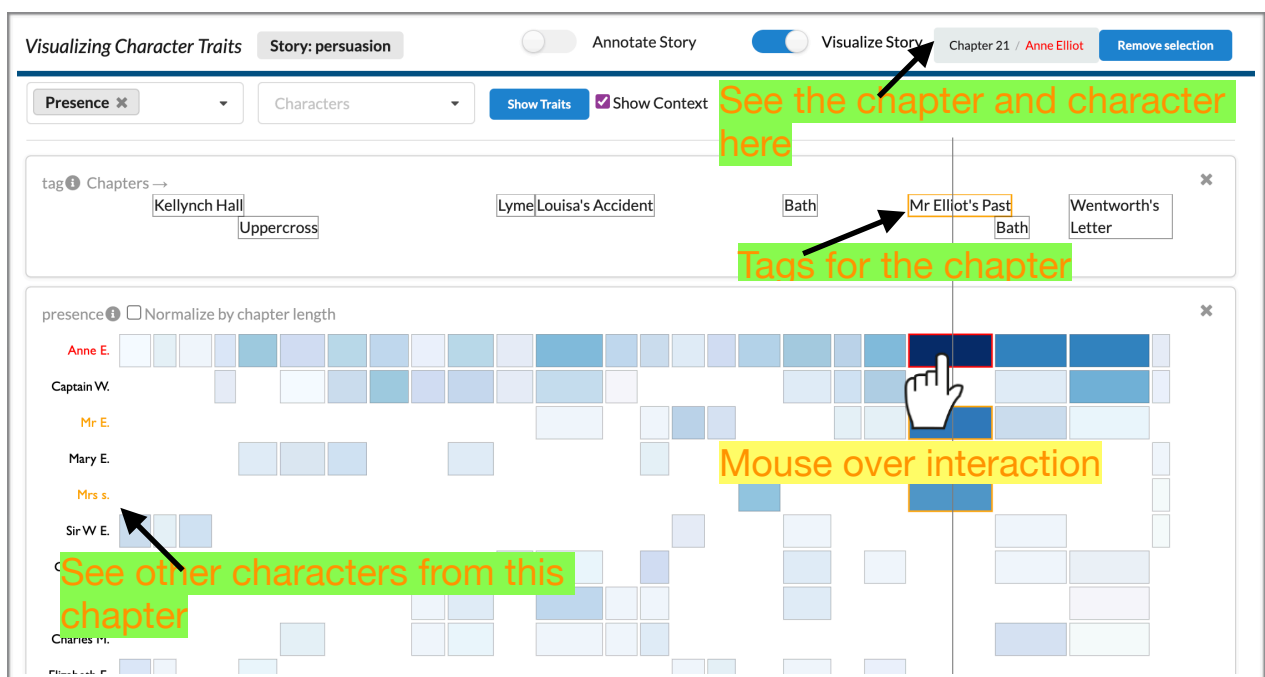 Visualizing Character Traits Story: persuasion Annotate Story Visualize Story Chapter 21 / Anne Elliot Remove selection
Presence Characters Show Traits Show Context
See the chapter and character
here
tag Chapters →
Kellynch Hall Lyme Louisa's Accident Bath Mr Elliot's Past Wentworth's
Uppercross Bath Letter
Tags for the chapter
presence Normalize by chapter length
Anne E.
Captain W.
Mr E.
Mary E.
Mouse over interaction
Mrs s.
Sir W E.
See other characters from this
chapter
Charles M.
Elizabeth E.